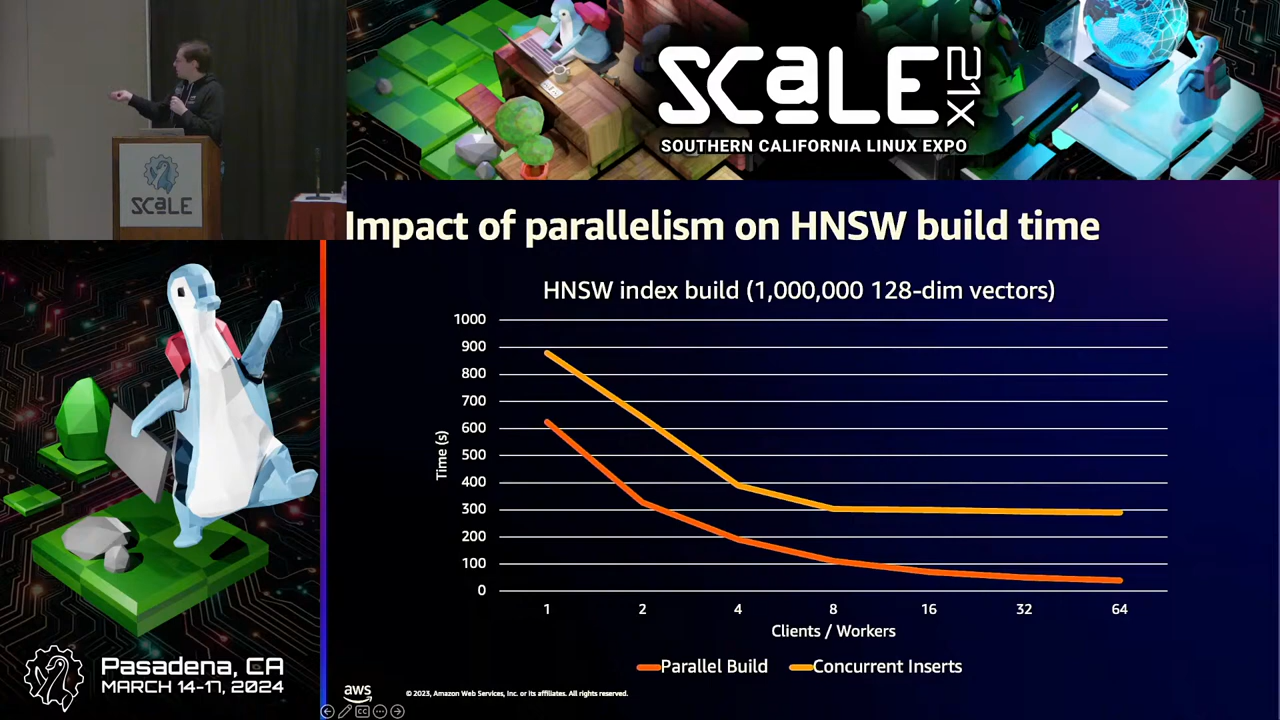 SCaLE
21X
SOUTHERN CALIFORNIA LINUX EXPO
SCaLE
Impact of parallelism on HNSW build time
HNSW index build (1,000,000 128-dim vectors)
1000
900
800
700
600
500
400
300
200
100
0
Time (s)
1 2 4 8 16 32 64
Clients / Workers
Parallel Build Concurrent Inserts
Pasadena, CA
MARCH 14-17, 2024
aws
© 2023, Amazon Web Services, Inc. or its affiliates. All rights reserved.
CC